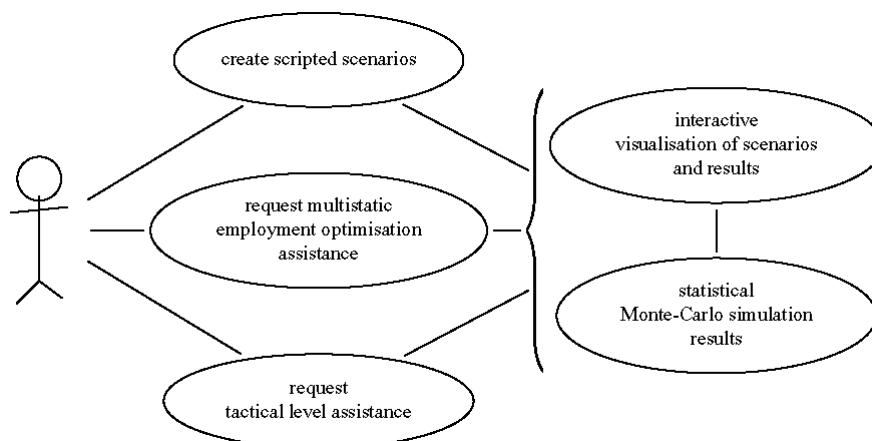 create scripted scenarios
request multistatic
employment optimisation
assistance
request
tactical level assistance
interactive
visualisation of scenarios
and results
statistical
Monte-Carlo simulation
results